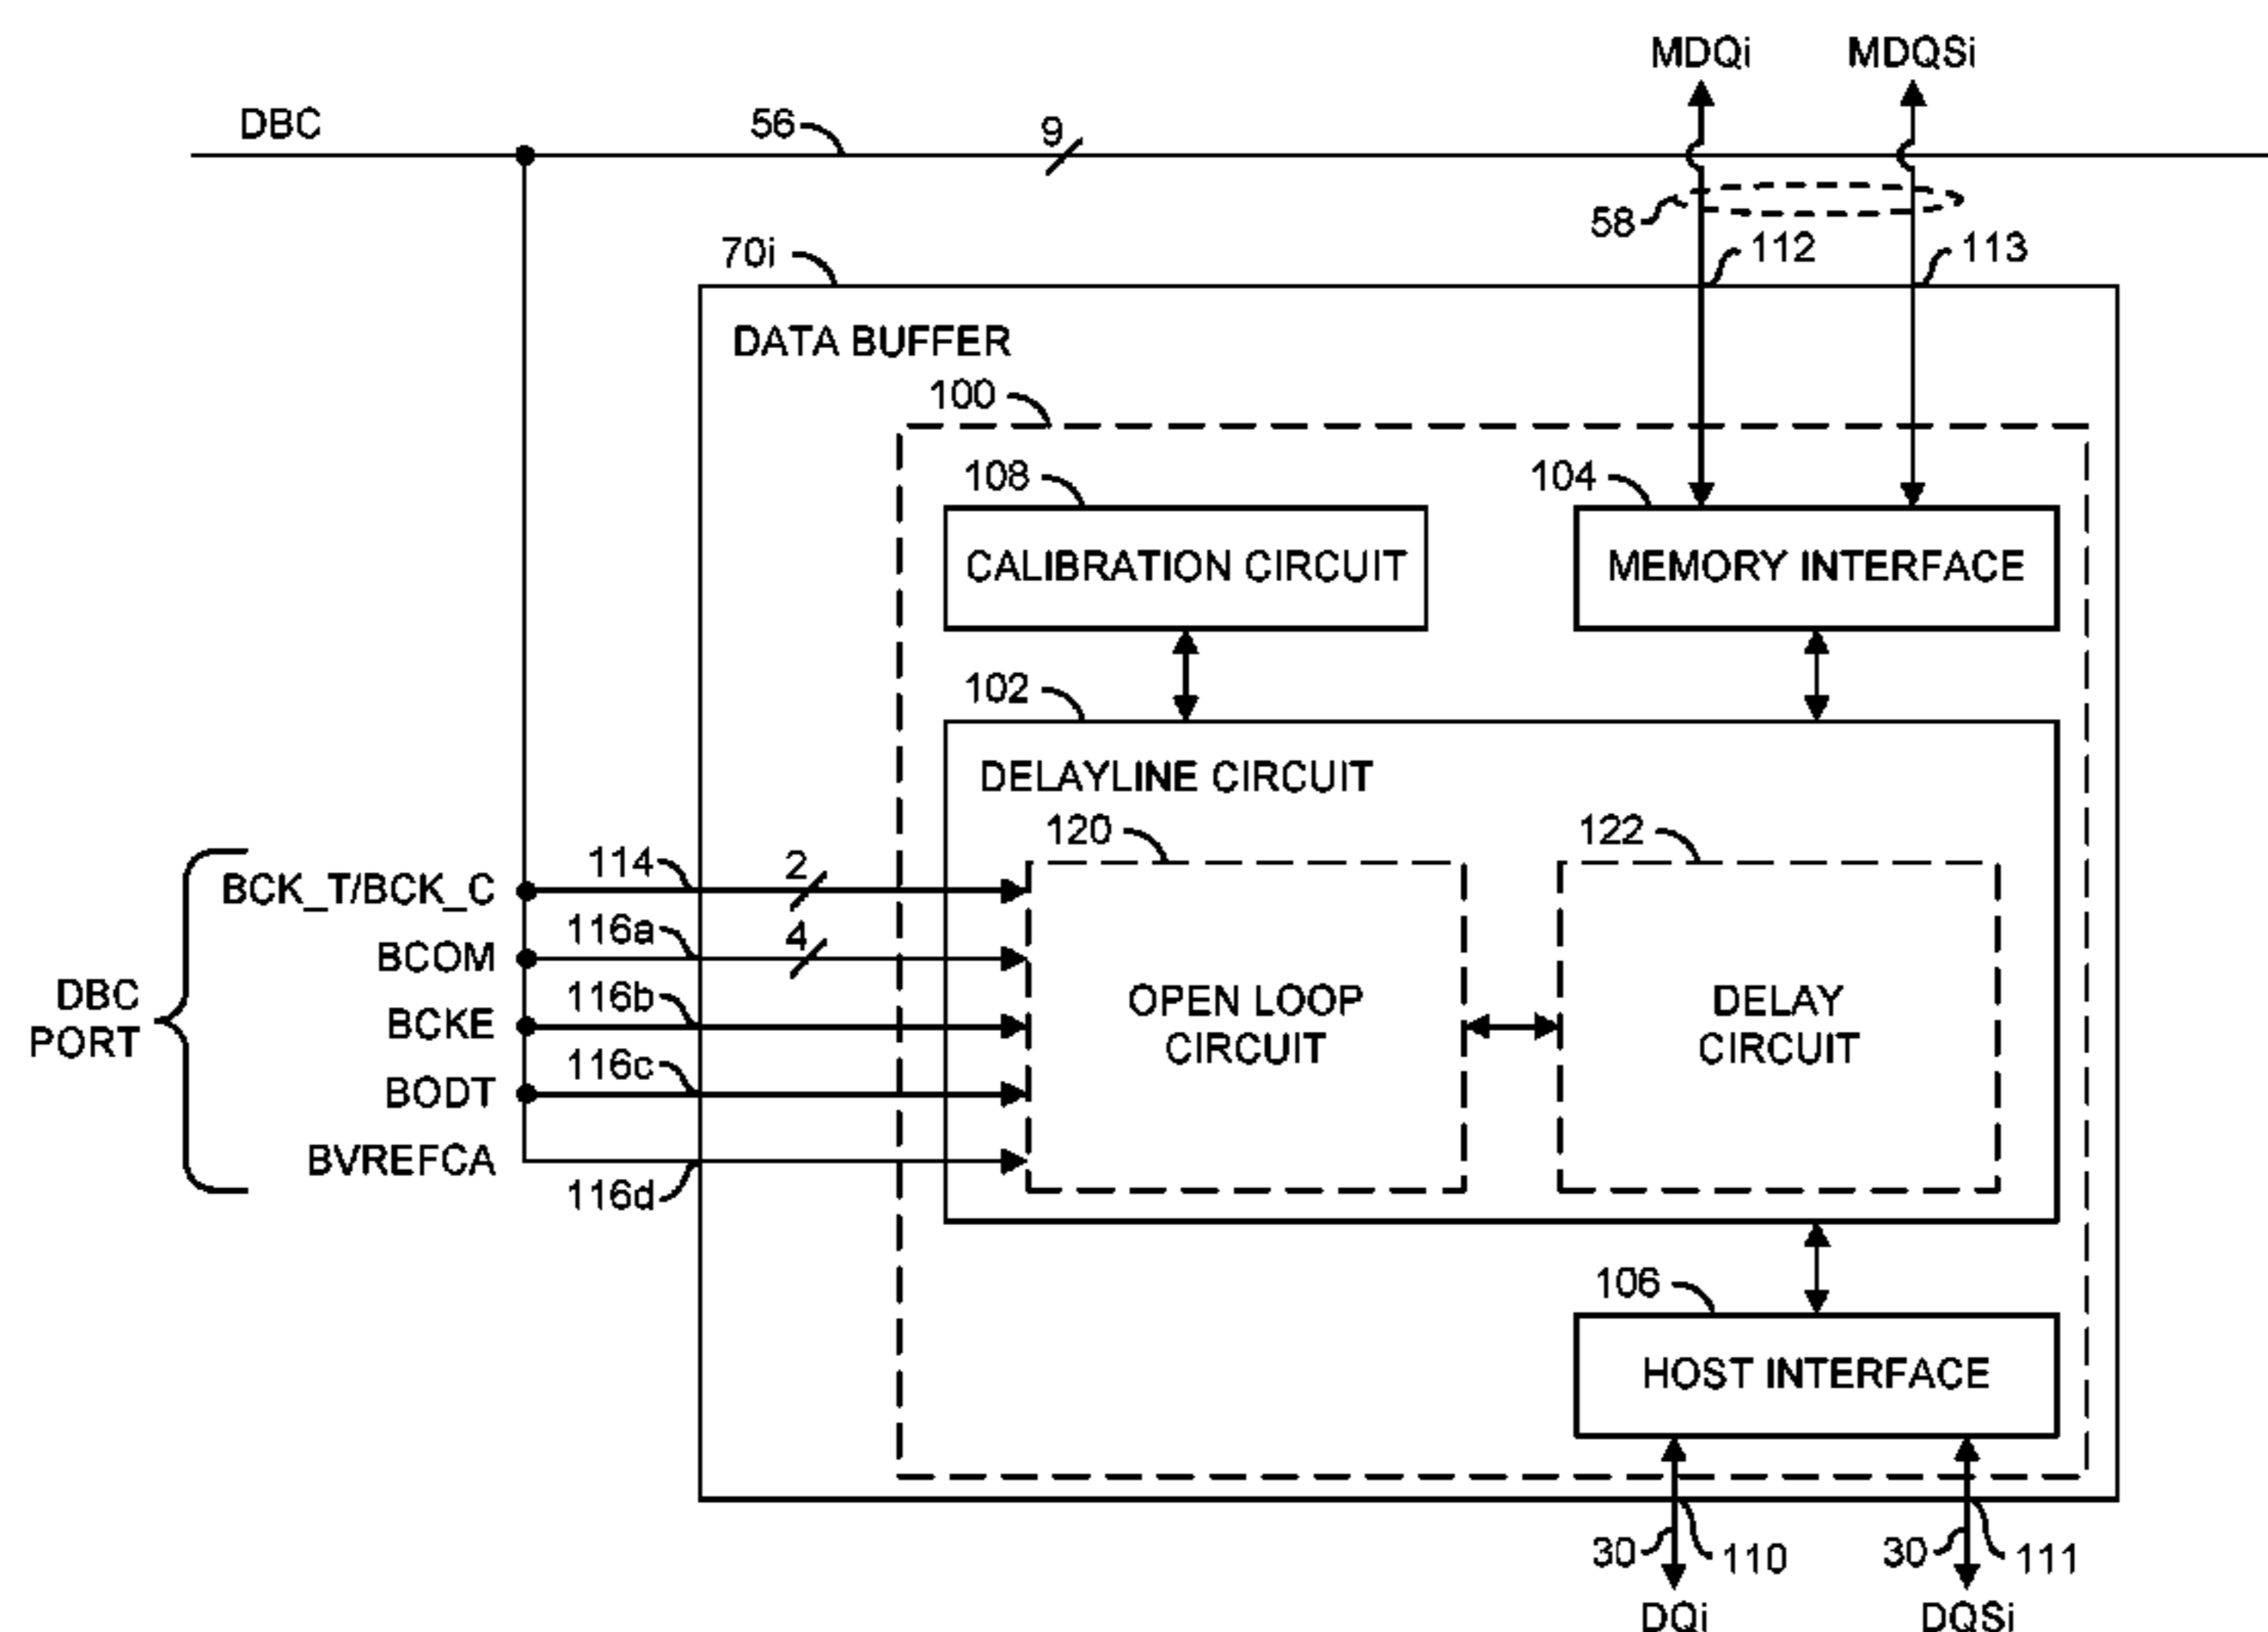 MDQi
MDQSi
DBC
56
9
58
70i
112
113
DATA BUFFER
100
108
104
CALIBRATION CIRCUIT
MEMORY INTERFACE
102
DELAYLINE CIRCUIT
120
122
114
2
BCK_T/BCK_C
116a
4
BCOM
DBC
PORT
116b
BCKE
OPEN LOOP
CIRCUIT
DELAY
CIRCUIT
116c
BODT
BVREFCA
116d
106
HOST INTERFACE
30
110
30
111
DQi
DQSi